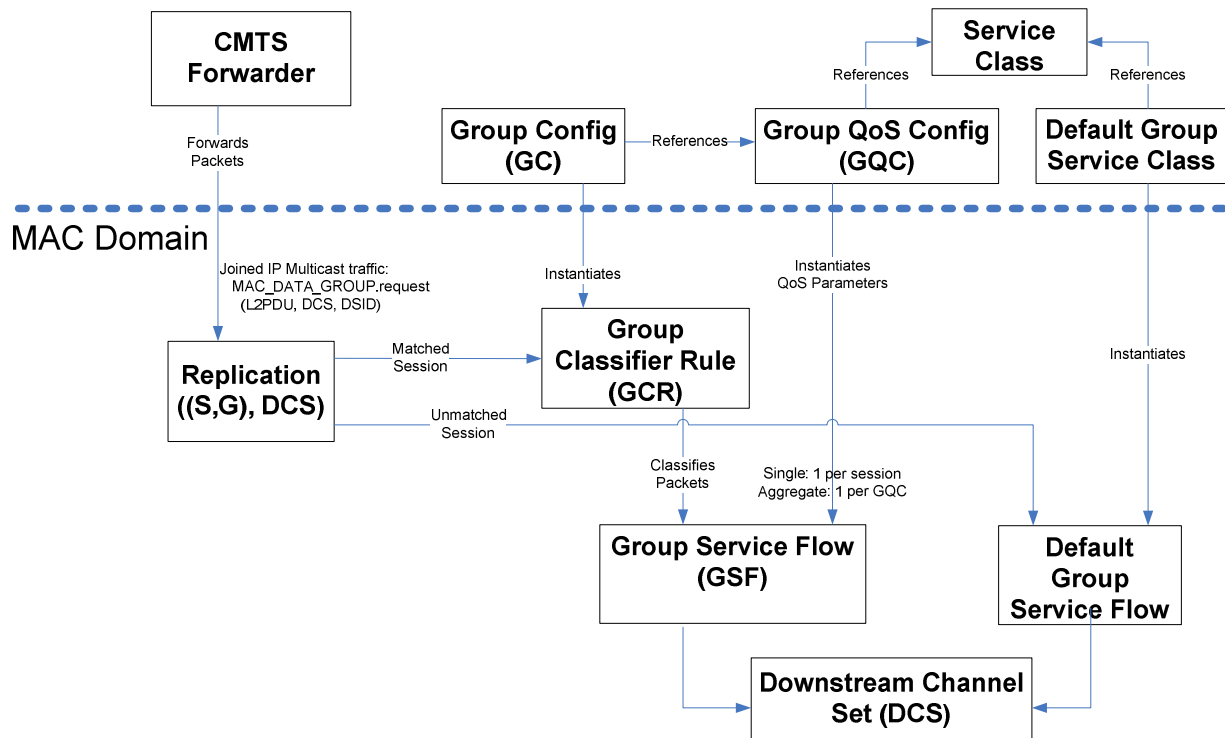 CMTS
Forwarder
Service
Class
References
References
Forwards
Packets
Group Config
(GC)
References
Group QoS Config
(GQC)
Default Group
Service Class
MAC Domain
Joined IP Multicast traffic:
MAC_DATA_GROUP.request
(L2PDU, DCS, DSID)
Instantiates
Instantiates
QoS Parameters
Instantiates
Replication
((S,G), DCS)
Matched
Session
Group
Classifier Rule
(GCR)
Unmatched
Session
Classifies
Packets
Single: 1 per session
Aggregate: 1 per GQC
Group Service Flow
(GSF)
Default
Group
Service Flow
Downstream Channel
Set (DCS)